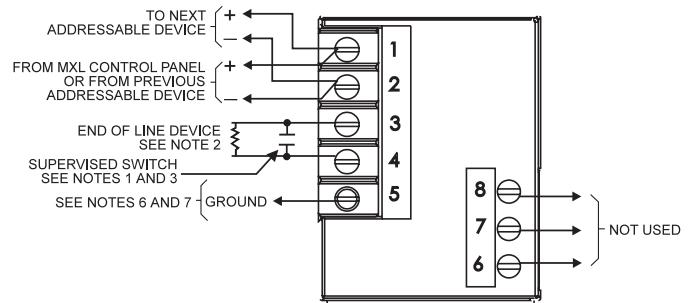 TO NEXT
ADDRESSABLE DEVICE
+
–
FROM MXL CONTROL PANEL
OR FROM PREVIOUS
ADDRESSABLE DEVICE
+
–
END OF LINE DEVICE
SEE NOTE 2
SUPERVISED SWITCH
SEE NOTES 1 AND 3
SEE NOTES 6 AND 7
GROUND
1
2
3
4
5
8
7
6
NOT USED